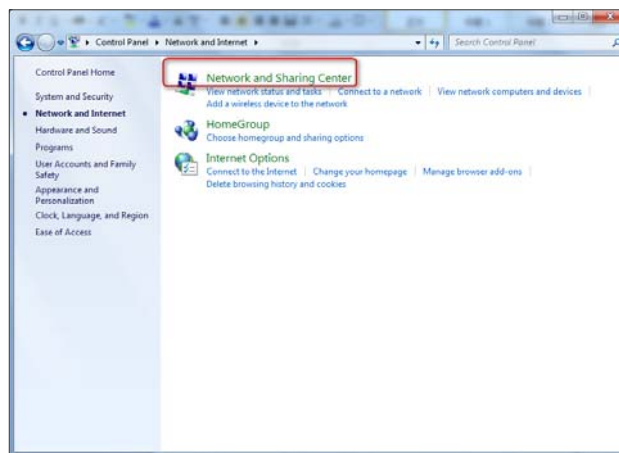 Control Panel ▸ Network and Internet ▸
Search Control Panel
Control Panel Home
System and Security
Network and Internet
Hardware and Sound
Programs
User Accounts and Family
Safety
Appearance and
Personalization
Clock, Language, and Region
Ease of Access
Network and Sharing Center
View network status and tasks | Connect to a network | View network computers and devices
Add a wireless device to the network
HomeGroup
Choose homegroup and sharing options
Internet Options
Connect to the Internet | Change your homepage | Manage browser add-ons
Delete browsing history and cookies